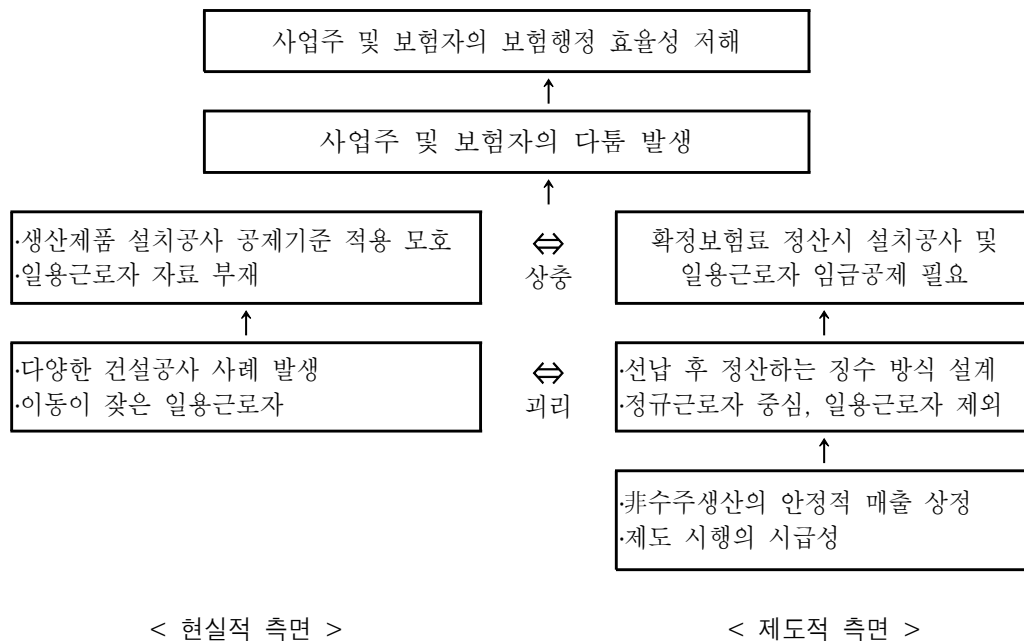 사업주 및 보험자의 보험행정 효율성 저해
↑
사업주 및 보험자의 다툼 발생
↑
·생산제품 설치공사 공제기준 적용 모호
·일용근로자 자료 부재
⇔
상충
확정보험료 정산시 설치공사 및
일용근로자 임금공제 필요
↑
↑
·다양한 건설공사 사례 발생
·이동이 잦은 일용근로자
⇔
괴리
·선납 후 정산하는 징수 방식 설계
·정규근로자 중심, 일용근로자 제외
↑
·非수주생산의 안정적 매출 상정
·제도 시행의 시급성
< 현실적 측면 >
< 제도적 측면 >